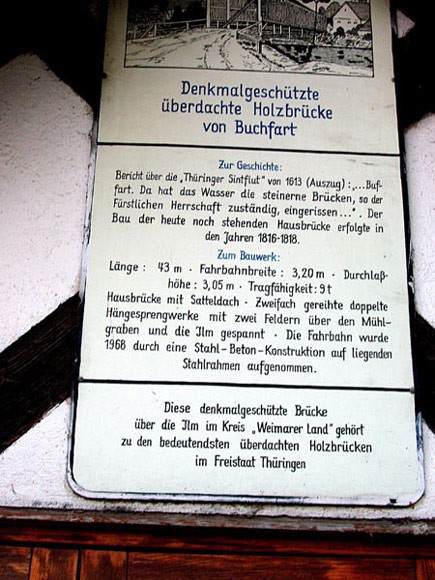 Denkmalgeschützte
überdachte Holzbrücke
von Buchfart
Zur Geschichte:
Bericht über die „Thüringer Sintflut" von 1613 (Auszug) : „...Buf-
fart. Da hat das Wasser die steinerne Brücken, so der
Fürstlichen Herrschaft zuständig, eingerissen...". Der
Bau der heute noch stehenden Hausbrücke erfolgte in
den Jahren 1816-1818.
Zum Bauwerk:
Länge : 43 m · Fahrbahnbreite : 3,20 m · Durchlaß-
höhe : 3,05 m · Tragfähigkeit : 9 t
Hausbrücke mit Satteldach · Zweifach gereihte doppelte
Hängesprengwerke mit zwei Feldern über den Mühl-
graben und die Ilm gespannt · Die Fahrbahn wurde
1968 durch eine Stahl-Beton-Konstruktion auf liegenden
Stahlrahmen aufgenommen.
Diese denkmalgeschützte Brücke
über die Ilm im Kreis „Weimarer Land" gehört
zu den bedeutendsten überdachten Holzbrücken
im Freistaat Thüringen